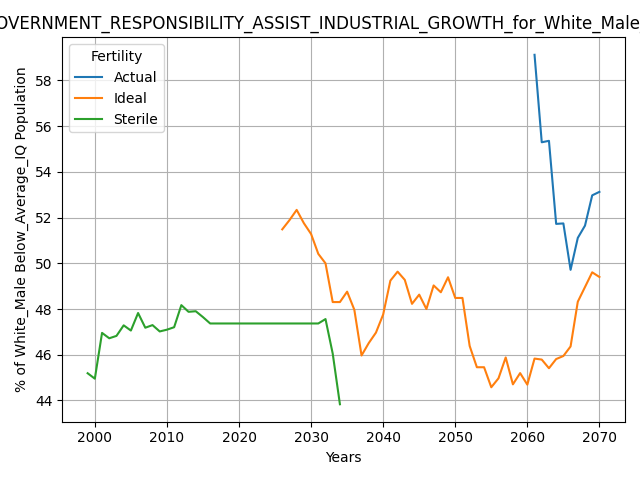 OVERNMENT_RESPONSIBILITY_ASSIST_INDUSTRIAL_GROWTH_for_White_Male
% of White_Male Below_Average_IQ Population
58
56
54
52
50
48
46
44
Fertility
Actual
Ideal
Sterile
2000 2010 2020 2030 2040 2050 2060 2070
Years